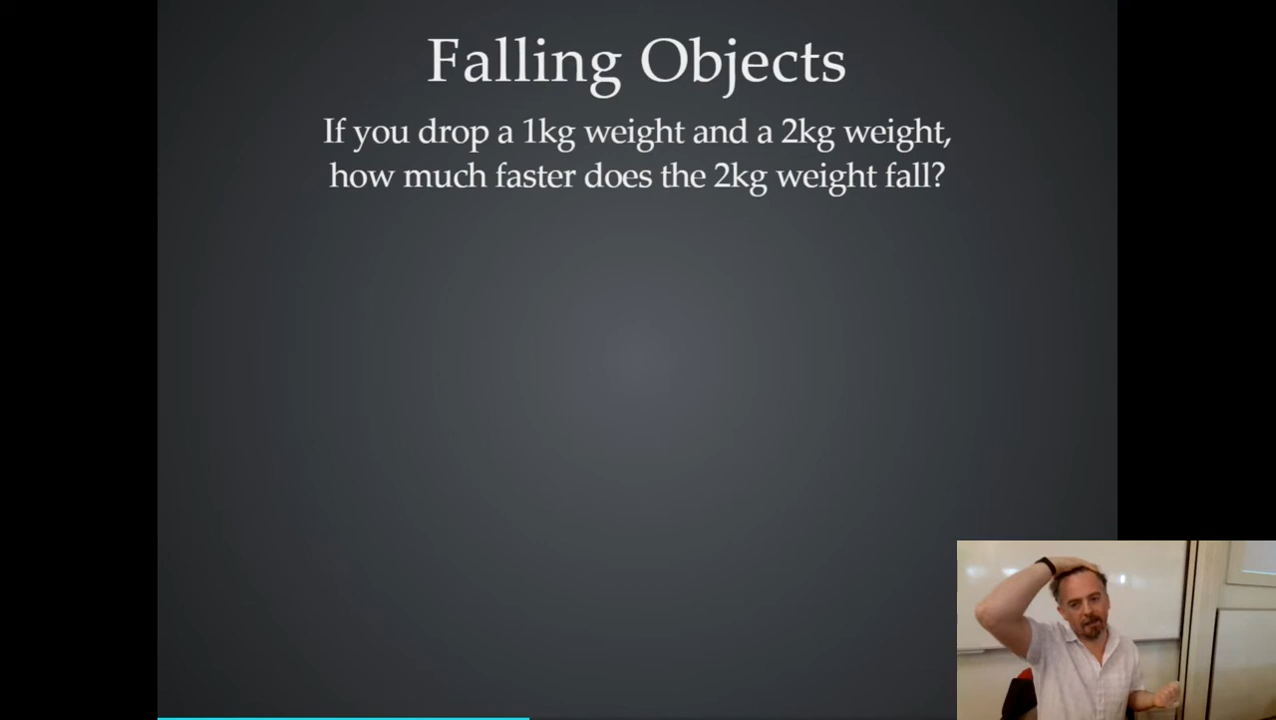 Falling Objects
If you drop a 1kg weight and a 2kg weight,
how much faster does the 2kg weight fall?